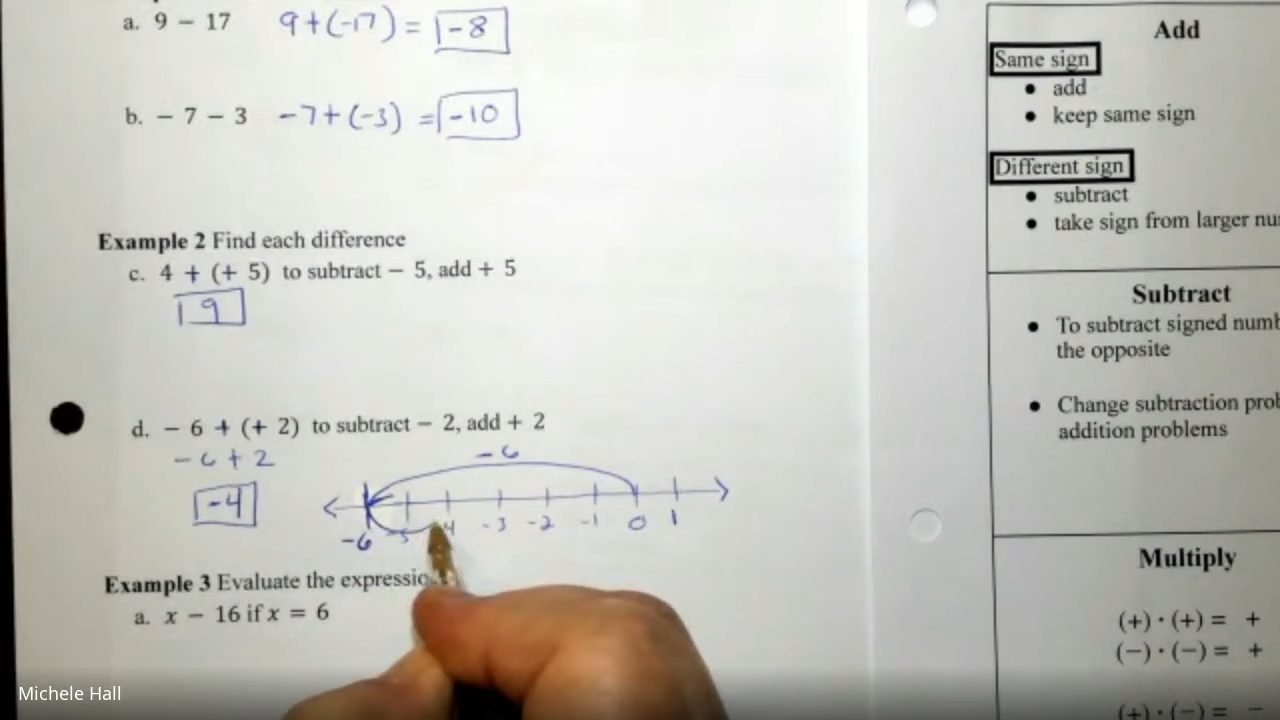 a. 9 − 17 9+(-17) = -8
b. − 7 − 3 -7+(-3) = -10
Example 2 Find each difference
c. 4 + (+ 5) to subtract − 5, add + 5
9
d. − 6 + (+ 2) to subtract − 2, add + 2
-6+2
-6
-4
-6 -5 -4 -3 -2 -1 0 1
Example 3 Evaluate the expressio
a. x − 16 if x = 6
Michele Hall
Add
Same sign
• add
• keep same sign
Different sign
• subtract
• take sign from larger nu
Subtract
• To subtract signed numb
the opposite
• Change subtraction prob
addition problems
Multiply
(+) · (+) = +
(−) · (−) = +
(+) · (−) = −